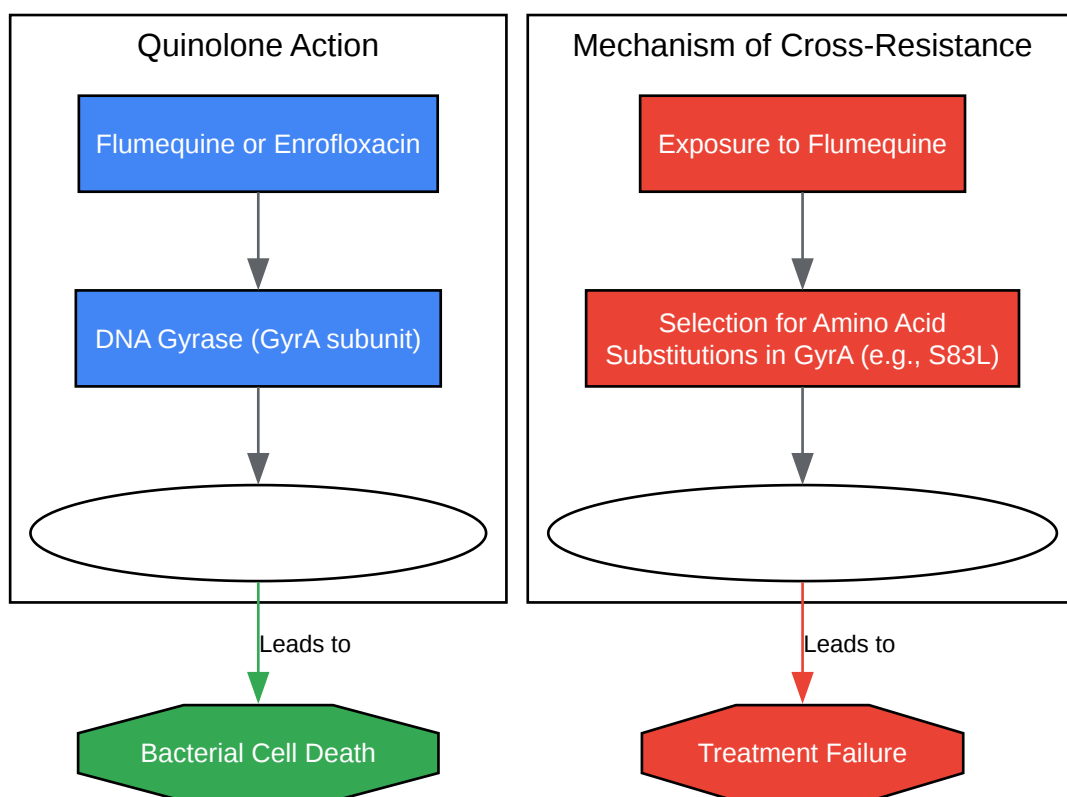 Quinolone Action
Flumequine or Enrofloxacin
DNA Gyrase (GyrA subunit)
Leads to
Bacterial Cell Death
Mechanism of Cross-Resistance
Exposure to Flumequine
Selection for Amino Acid
Substitutions in GyrA (e.g., S83L)
Leads to
Treatment Failure